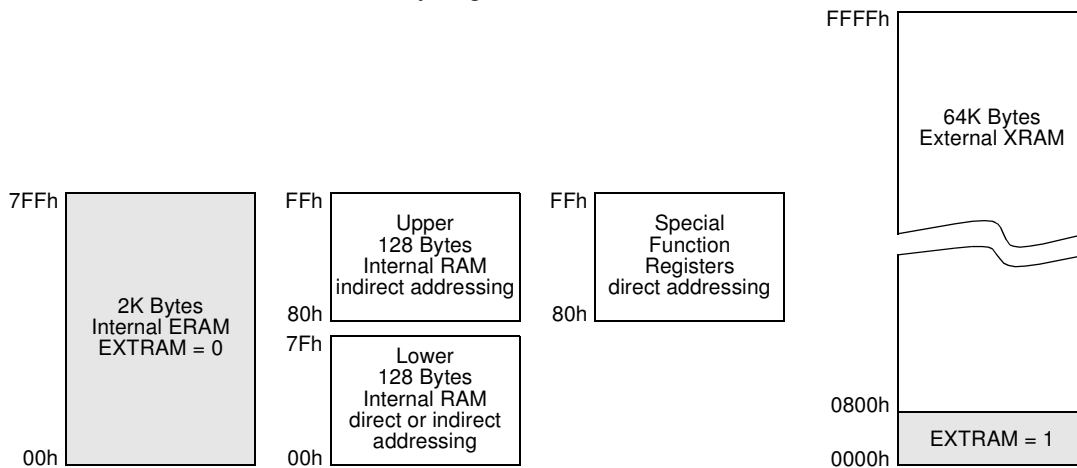 FFFFh
64K Bytes
External XRAM
7FFh
2K Bytes
Internal ERAM
EXTRAM = 0
00h
FFh
Upper
128 Bytes
Internal RAM
indirect addressing
80h
7Fh
Lower
128 Bytes
Internal RAM
direct or indirect
addressing
00h
FFh
Special
Function
Registers
direct addressing
80h
0800h
EXTRAM = 1
0000h